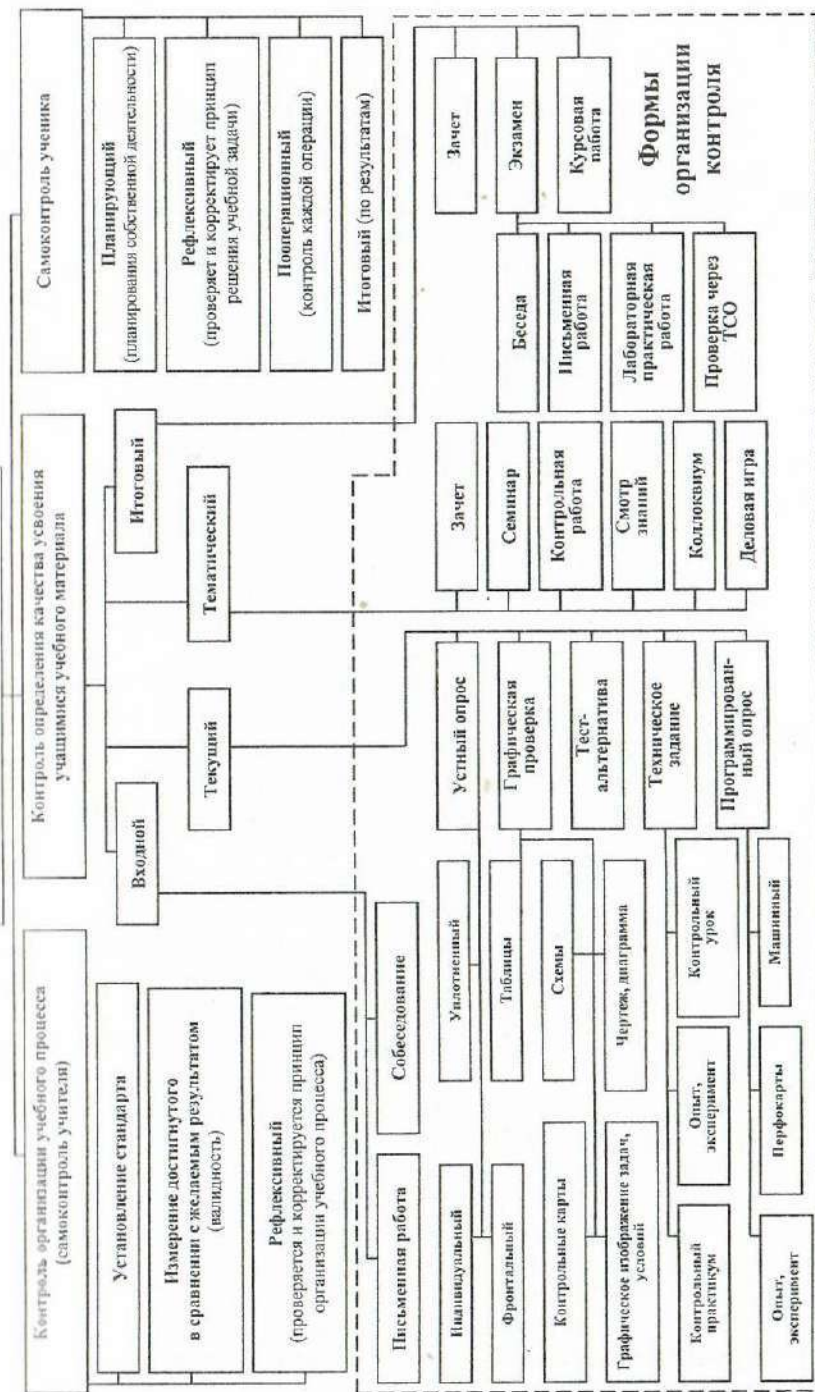 Контроль организации учебного процесса
(самоконтроль учителя)
Установление стандарта
Измерение достигнутого
в сравнении с желаемым результатом
(валидность)
Рефлексивный
(проверяется и корректируется принцип
организации учебного процесса)
Контроль определения качества усвоения
учащимися учебного материала
Входной
Текущий
Тематический
Итоговый
Самоконтроль ученика
Планирующий
(планирования собственной деятельности)
Рефлексивный
(проверяет и корректирует принцип
решения учебной задачи)
Пооперационный
(контроль каждой операции)
Итоговый (по результатам)
Письменная работа
Собеседование
Индивидуальный
Уплотненный
Устный опрос
Фронтальный
Таблицы
Графическая
проверка
Контрольные карты
Схемы
Тест-
альтернатива
Графическое изображение задач,
условий
Чертеж, диаграмма
Контрольный
практикум
Опыт,
эксперимент
Контрольный
урок
Техническое
задание
Опыт,
эксперимент
Перфокарты
Машинный
Программирован-
ный опрос
Зачет
Семинар
Контрольная
работа
Смотр
знаний
Коллоквиум
Деловая игра
Беседа
Письменная
работа
Лабораторная
практическая
работа
Проверка через
ТСО
Зачет
Экзамен
Курсовая
работа
Формы
организации
контроля